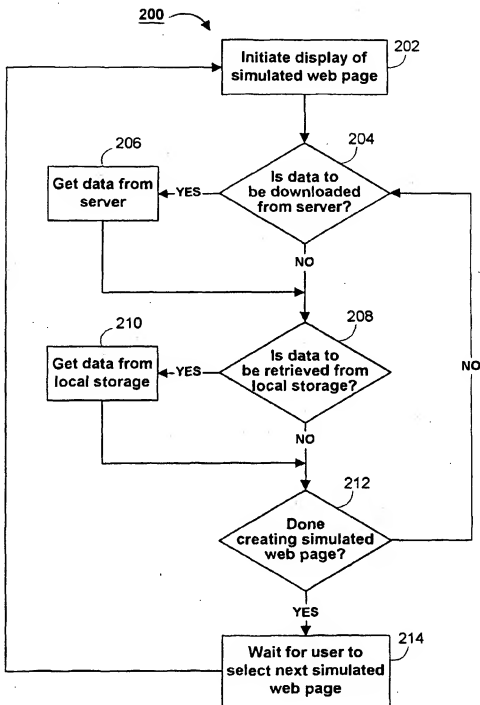 200
202
Initiate display of
simulated web page
204
206
Is data to
be downloaded
from server?
Get data from
server
YES
NO
208
210
Is data to
be retrieved from
local storage?
Get data from
local storage
YES
NO
NO
212
Done
creating simulated
web page?
YES
214
Wait for user to
select next simulated
web page